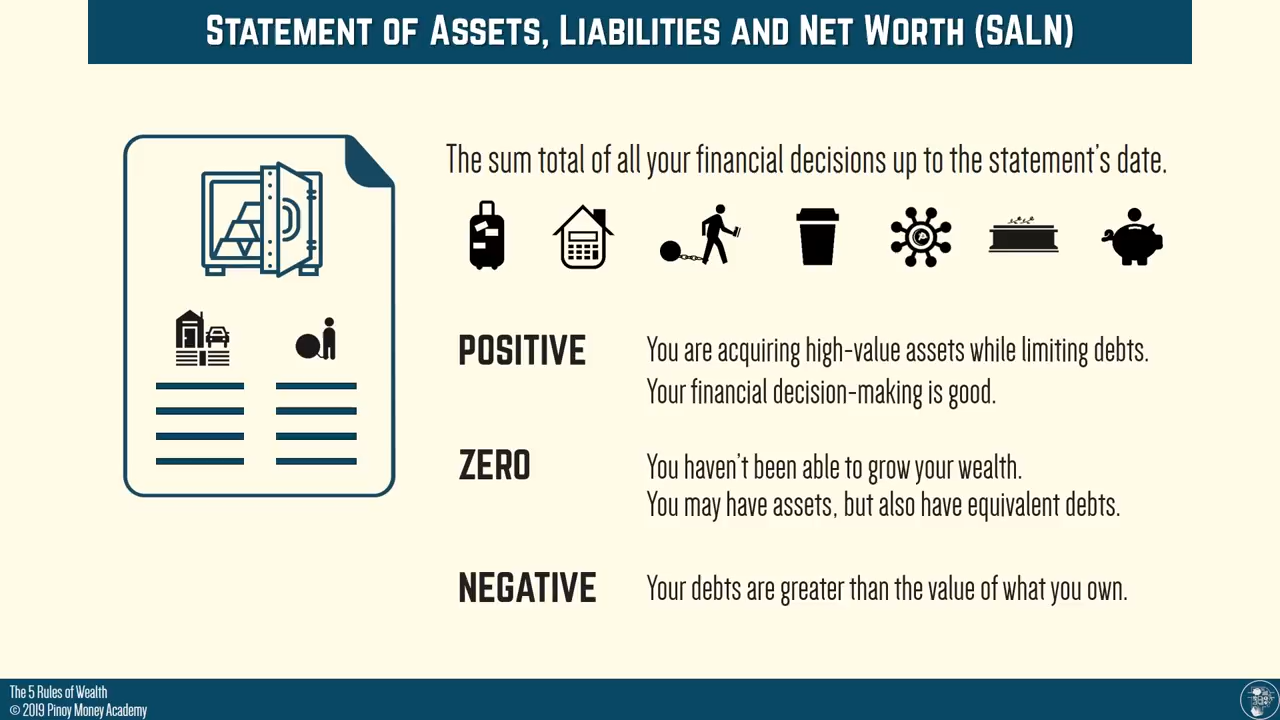 STATEMENT OF ASSETS, LIABILITIES AND NET WORTH (SALN)
The sum total of all your financial decisions up to the statement's date.
POSITIVE
You are acquiring high-value assets while limiting debts.
Your financial decision-making is good.
ZERO
You haven't been able to grow your wealth.
You may have assets, but also have equivalent debts.
NEGATIVE
Your debts are greater than the value of what you own.
The 5 Rules of Wealth
© 2019 Pinoy Money Academy